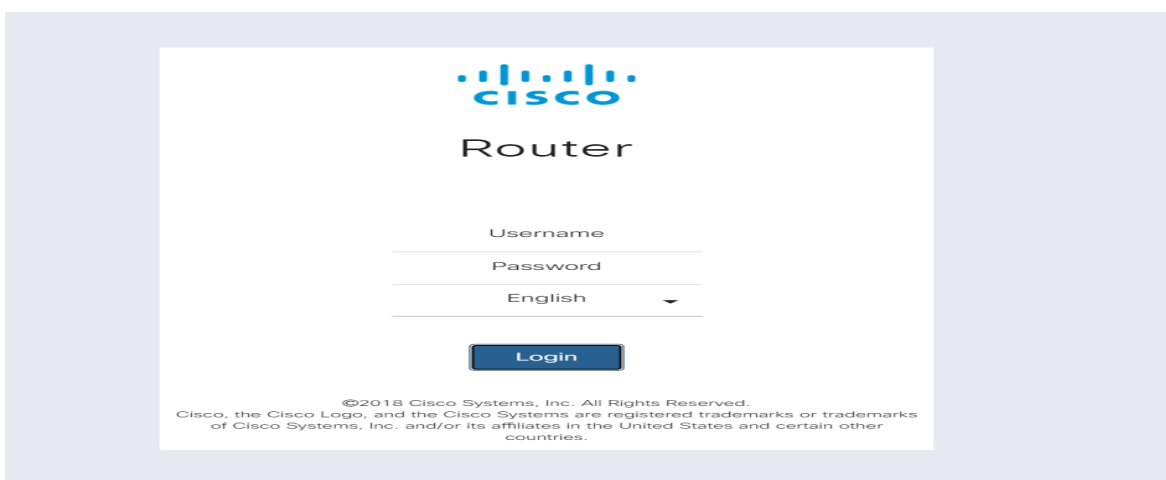 CISCO
Router
Username
Password
English
Login
©2018 Cisco Systems, Inc. All Rights Reserved.
Cisco, the Cisco Logo, and the Cisco Systems are registered trademarks or trademarks
of Cisco Systems, Inc. and/or its affiliates in the United States and certain other
countries.